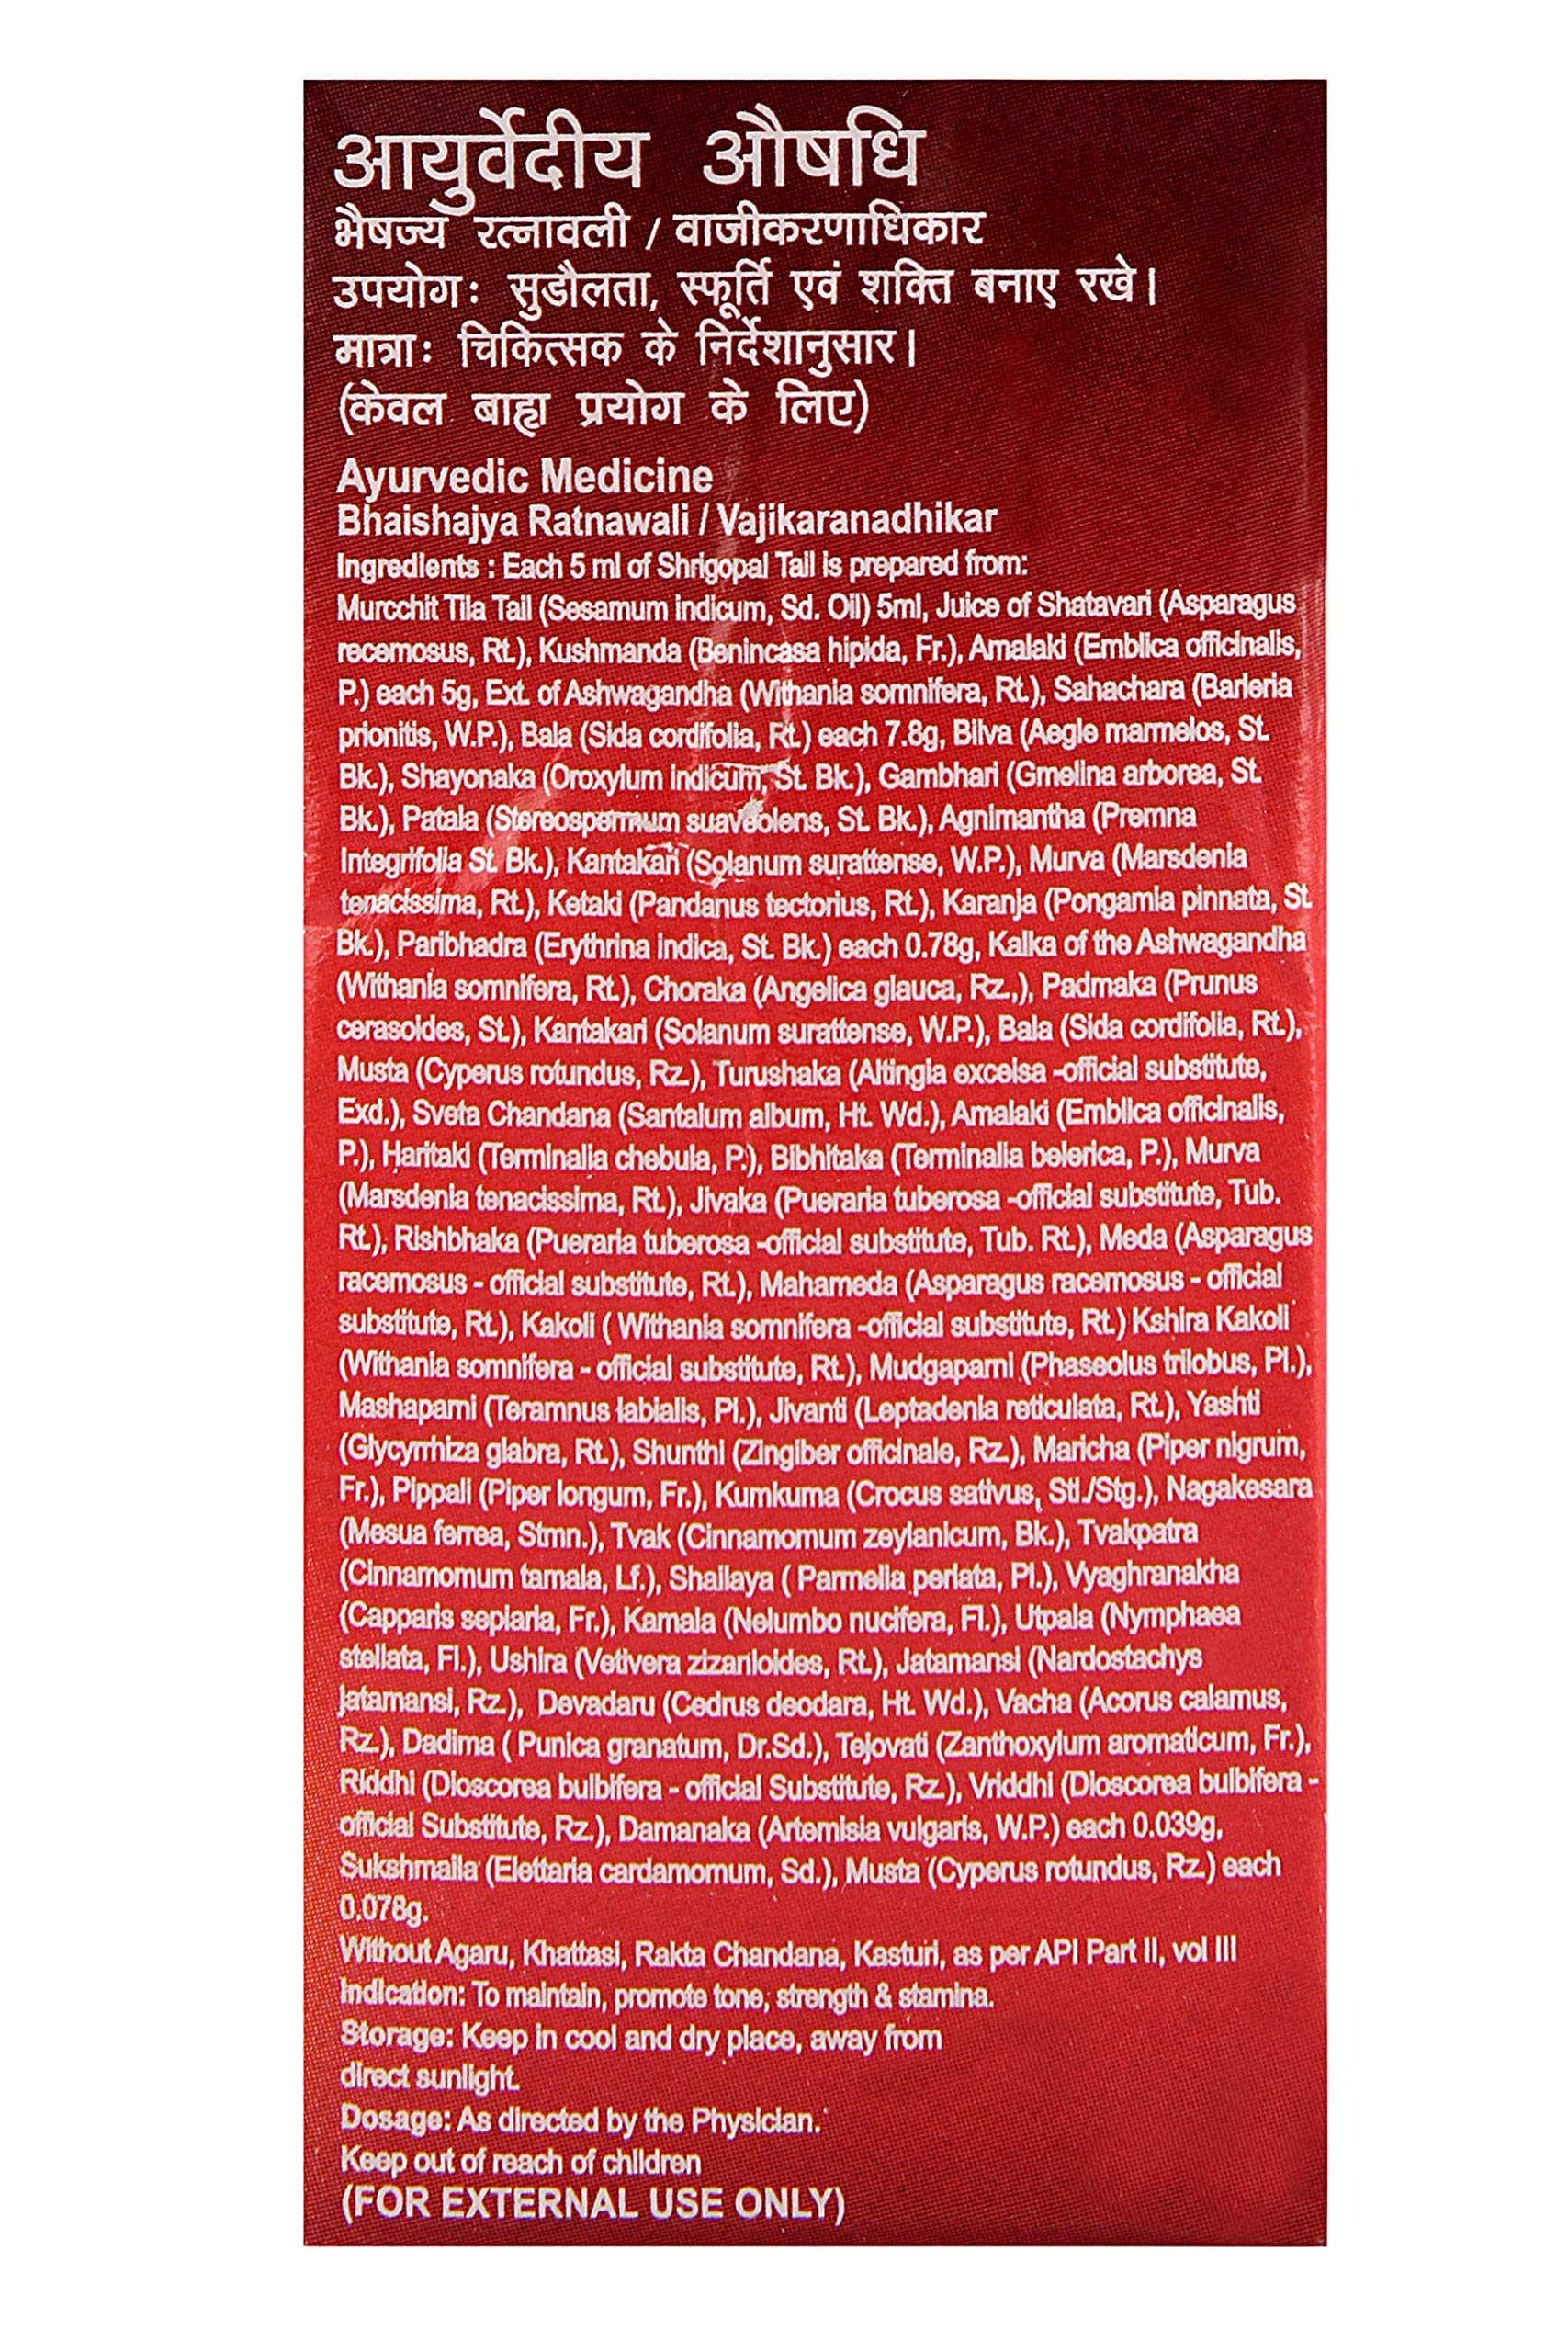 आयुर्वेदीय औषधि
भैषज्य रत्नावली / वाजीकरणाधिकार
उपयोगः सुडौलता, स्फूर्ति एवं शक्ति बनाए रखे।
मात्राः चिकित्सक के निर्देशानुसार।
(केवल बाह्य प्रयोग के लिए)
Ayurvedic Medicine
Bhaishajya Ratnawali / Vajikaranadhikar
Ingredients : Each 5 ml of Shrigopal Tail is prepared from:
Murcchit Tila Tail (Sesamum indicum, Sd. Oil) 5ml, Juice of Shatavari (Asparagus
recemosus, Rt.), Kushmanda (Benincasa hipida, Fr.), Amalaki (Emblica officinalis,
P.) each 5g, Ext. of Ashwagandha (Withania somnifera, Rt.), Sahachara (Barleria
prionitis, W.P.), Bala (Sida cordifolia, Rt.) each 7.8g, Bilva (Aegle marmelos, St.
Bk.), Shayonaka (Oroxylum indicum, St. Bk.), Gambhari (Gmelina arborea, St.
Bk.), Patala (Stereospermum suaveolens, St. Bk.), Agnimantha (Premna
Integrifolia St. Bk.), Kantakari (Solanum surattense, W.P.), Murva (Marsdenia
tenacissima, Rt.), Ketaki (Pandanus tectorius, Rt.), Karanja (Pongamia pinnata, St.
Bk.), Paribhadra (Erythrina indica, St. Bk.) each 0.78g, Kalka of the Ashwagandha
(Withania somnifera, Rt.), Choraka (Angelica glauca, Rz.,), Padmaka (Prunus
cerasoides, St.), Kantakari (Solanum surattense, W.P.), Bala (Sida cordifolia, Rt.),
Musta (Cyperus rotundus, Rz.), Turushaka (Altingia excelsa -official substitute,
Exd.), Sveta Chandana (Santalum album, Ht. Wd.), Amalaki (Emblica officinalis,
P.), Haritaki (Terminalia chebula, P.), Bibhitaka (Terminalia belerica, P.), Murva
(Marsdenia tenacissima, Rt.), Jivaka (Pueraria tuberosa -official substitute, Tub.
Rt.), Rishbhaka (Pueraria tuberosa -official substitute, Tub. Rt.), Meda (Asparagus
racemosus - official substitute, Rt.), Mahameda (Asparagus racemosus - official
substitute, Rt.), Kakoli ( Withania somnifera -official substitute, Rt.) Kshira Kakoli
(Withania somnifera - official substitute, Rt.), Mudgaparni (Phaseolus trilobus, Pl.),
Mashaparni (Teramnus labialis, Pl.), Jivanti (Leptadenia reticulata, Rt.), Yashti
(Glycyrrhiza glabra, Rt.), Shunthi (Zingiber officinale, Rz.), Maricha (Piper nigrum,
Fr.), Pippali (Piper longum, Fr.), Kumkuma (Crocus sativus, Stl./Stg.), Nagakesara
(Mesua ferrea, Stmn.), Tvak (Cinnamomum zeylanicum, Bk.), Tvakpatra
(Cinnamomum tamala, Lf.), Shailaya ( Parmelia perlata, Pl.), Vyaghranakha
(Capparis sepiaria, Fr.), Kamala (Nelumbo nucifera, Fl.), Utpala (Nymphaea
stellata, Fl.), Ushira (Vetivera zizanioides, Rt.), Jatamansi (Nardostachys
jatamansi, Rz.), Devadaru (Cedrus deodara, Ht. Wd.), Vacha (Acorus calamus,
Rz.), Dadima ( Punica granatum, Dr.Sd.), Tejovati (Zanthoxylum aromaticum, Fr.),
Riddhi (Dioscorea bulbifera - official Substitute, Rz.), Vriddhi (Dioscorea bulbifera -
official Substitute, Rz.), Damanaka (Artemisia vulgaris, W.P.) each 0.039g,
Sukshmaila (Elettaria cardamomum, Sd.), Musta (Cyperus rotundus, Rz.) each
0.078g.
Without Agaru, Khattasi, Rakta Chandana, Kasturi, as per API Part II, vol III
Indication: To maintain, promote tone, strength & stamina.
Storage: Keep in cool and dry place, away from
direct sunlight.
Dosage: As directed by the Physician.
Keep out of reach of children
(FOR EXTERNAL USE ONLY)